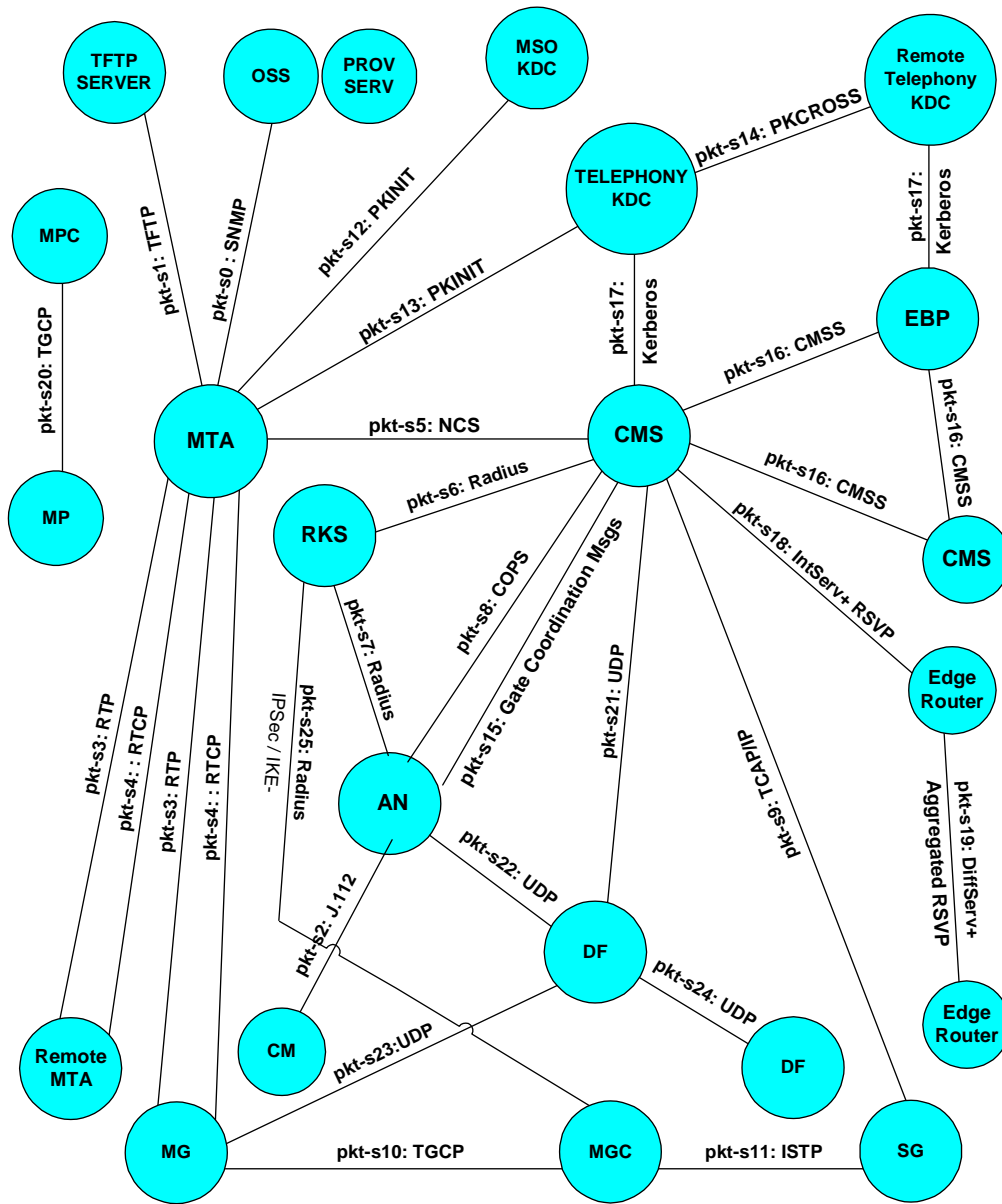 TFTP
SERVER
OSS
PROV
SERV
MSO
KDC
Remote
Telephony
KDC
pkt-s14: PKCROSS
TELEPHONY
KDC
MPC
pkt-s1: TFTP
pkt-s0 : SNMP
pkt-s12: PKINIT
pkt-s13: PKINIT
pkt-s17:
Kerberos
pkt-s17:
Kerberos
EBP
pkt-s20: TGCP
pkt-s16: CMSS
MTA
pkt-s5: NCS
CMS
pkt-s16: CMSS
MP
pkt-s6: Radius
pkt-s16: CMSS
RKS
CMS
pkt-s8: COPS
pkt-s15: Gate Coordination Msgs
pkt-s18: IntServ+ RSVP
pkt-s7: Radius
pkt-s25: Radius
IPSec / IKE-
pkt-s21: UDP
Edge
Router
pkt-s3: RTP
pkt-s4: : RTCP
pkt-s3: RTP
pkt-s4: : RTCP
pkt-s9: TCAP/IP
AN
pkt-s19: DiffServ+
Aggregated RSVP
pkt-s22: UDP
pkt-s2: J.112
DF
pkt-s24: UDP
Edge
Router
Remote
MTA
CM
pkt-s23:UDP
DF
MG
pkt-s10: TGCP
MGC
pkt-s11: ISTP
SG